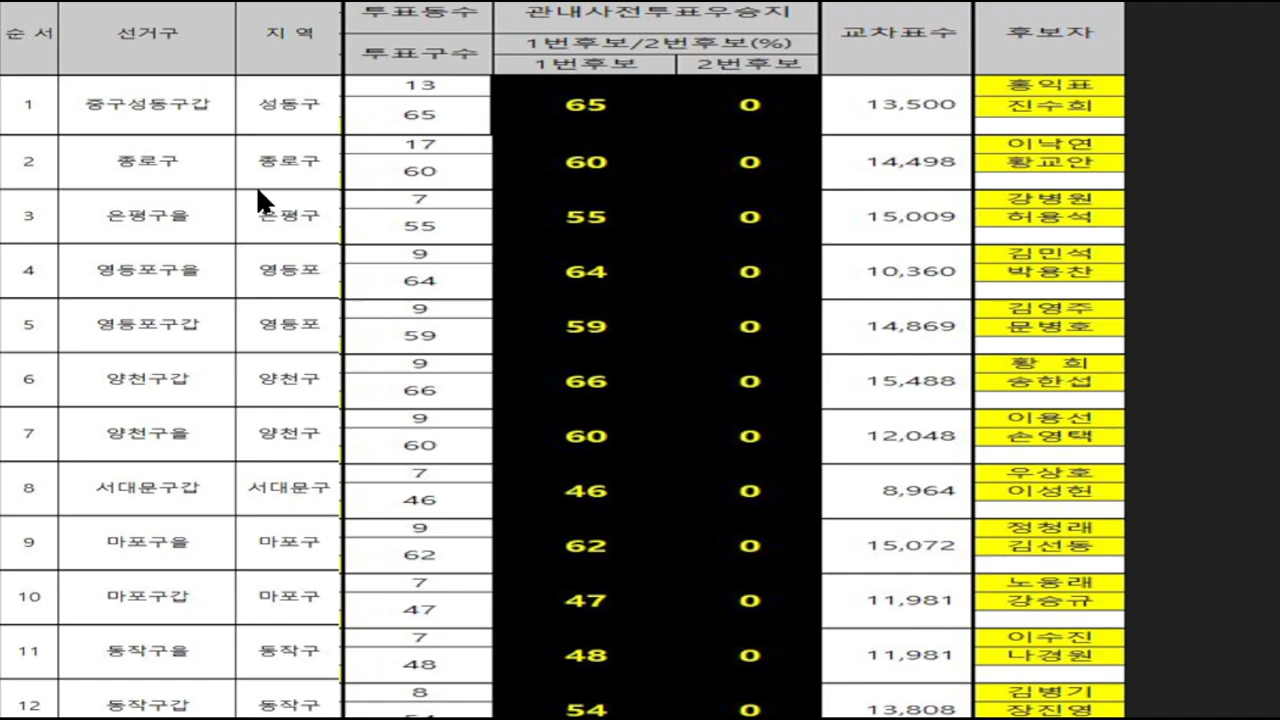 순 서 선거구 지 역 투표동수 관내사전투표우승지 교차표수 후보자
투표구수 1번후보/2번후보(%)
1번후보 2번후보
1 중구성동구갑 성동구 13 65 0 13,500 홍익표
65 진수희
2 종로구 종로구 17 60 0 14,498 이낙연
60 황교안
3 은평구을 은평구 7 55 0 15,009 강병원
55 허용석
4 영등포구을 영등포 9 64 0 10,360 김민석
64 박용찬
5 영등포구갑 영등포 9 59 0 14,869 김영주
59 문병호
6 양천구갑 양천구 9 66 0 15,488 황 희
66 송한섭
7 양천구을 양천구 9 60 0 12,048 이용선
60 손영택
8 서대문구갑 서대문구 7 46 0 8,964 우상호
46 이성헌
9 마포구을 마포구 9 62 0 15,072 정청래
62 김선동
10 마포구갑 마포구 7 47 0 11,981 노웅래
47 강승규
11 동작구을 동작구 7 48 0 11,981 이수진
48 나경원
12 동작구갑 동작구 8 54 0 13,808 김병기
장진영